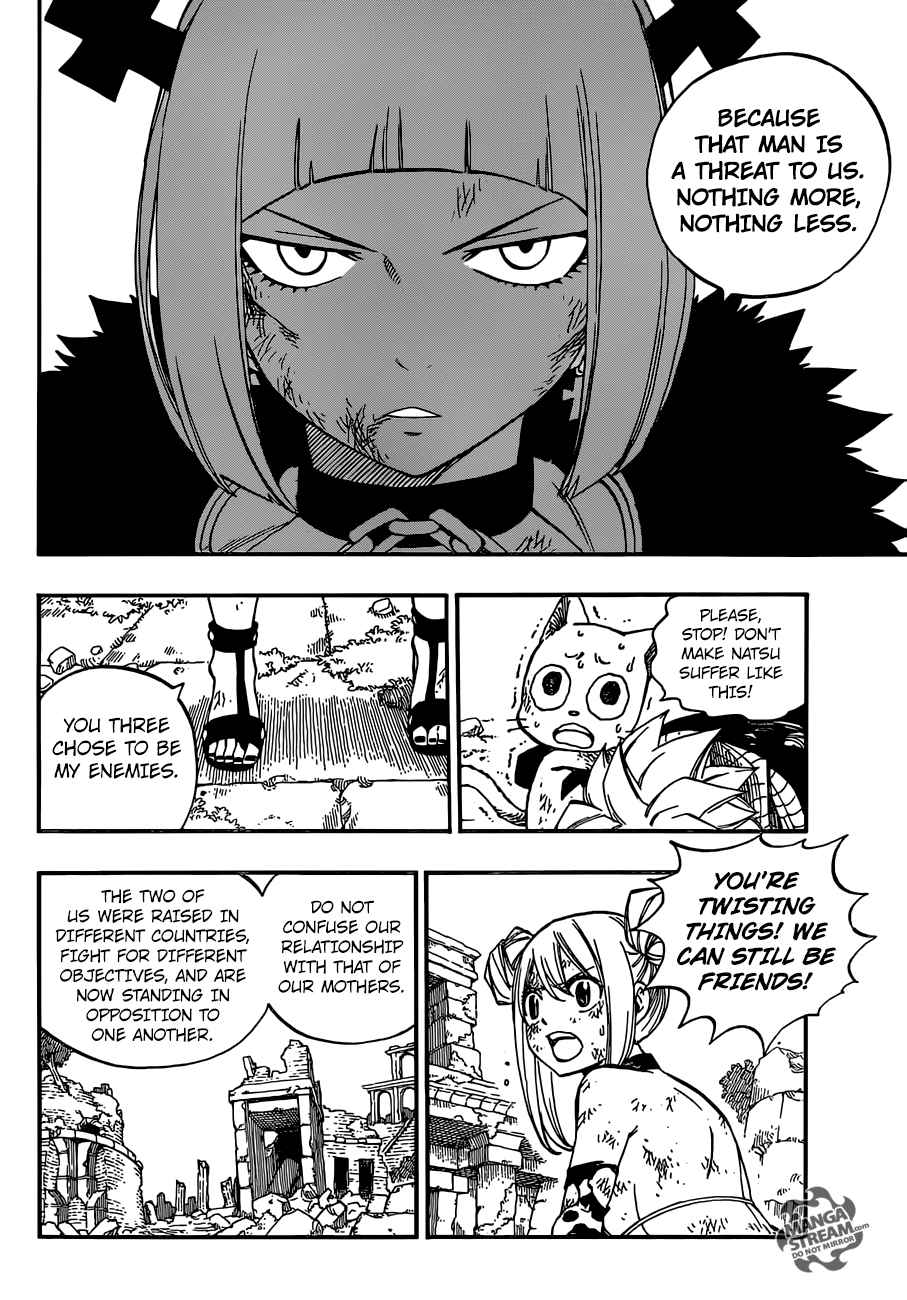 BECAUSE
THAT MAN IS
A THREAT TO US.
NOTHING MORE,
NOTHING LESS.
PLEASE,
STOP! DON'T
MAKE NATSU
SUFFER LIKE
THIS!
YOU THREE
CHOSE TO BE
MY ENEMIES.
YOU'RE
TWISTING
THINGS! WE
CAN STILL BE
FRIENDS!
DO NOT
CONFUSE OUR
RELATIONSHIP
WITH THAT OF
OUR MOTHERS.
THE TWO OF
US WERE RAISED IN
DIFFERENT COUNTRIES,
FIGHT FOR DIFFERENT
OBJECTIVES, AND ARE
NOW STANDING IN
OPPOSITION TO
ONE ANOTHER.
MANGA
STREAM.com
DO NOT MIRROR